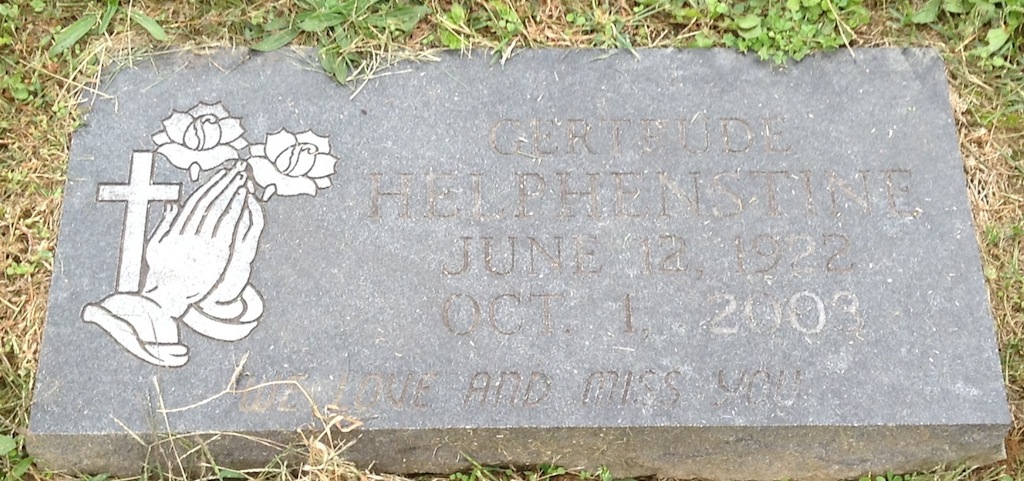 GERTRUDE
HELPHENSTINE
JUNE 12, 1922
OCT. 1, 2003
WE LOVE AND MISS YOU